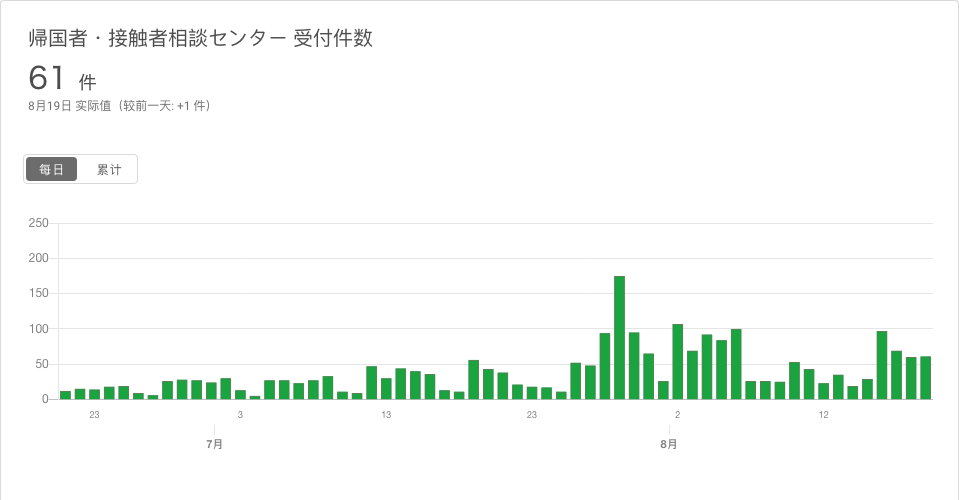 帰国者・接触者相談センター 受付件数
61 件
8月19日 实际值（较前一天: +1 件）
每日 累计
250
200
150
100
50
0
23 3 13 23 2 12
7月 8月